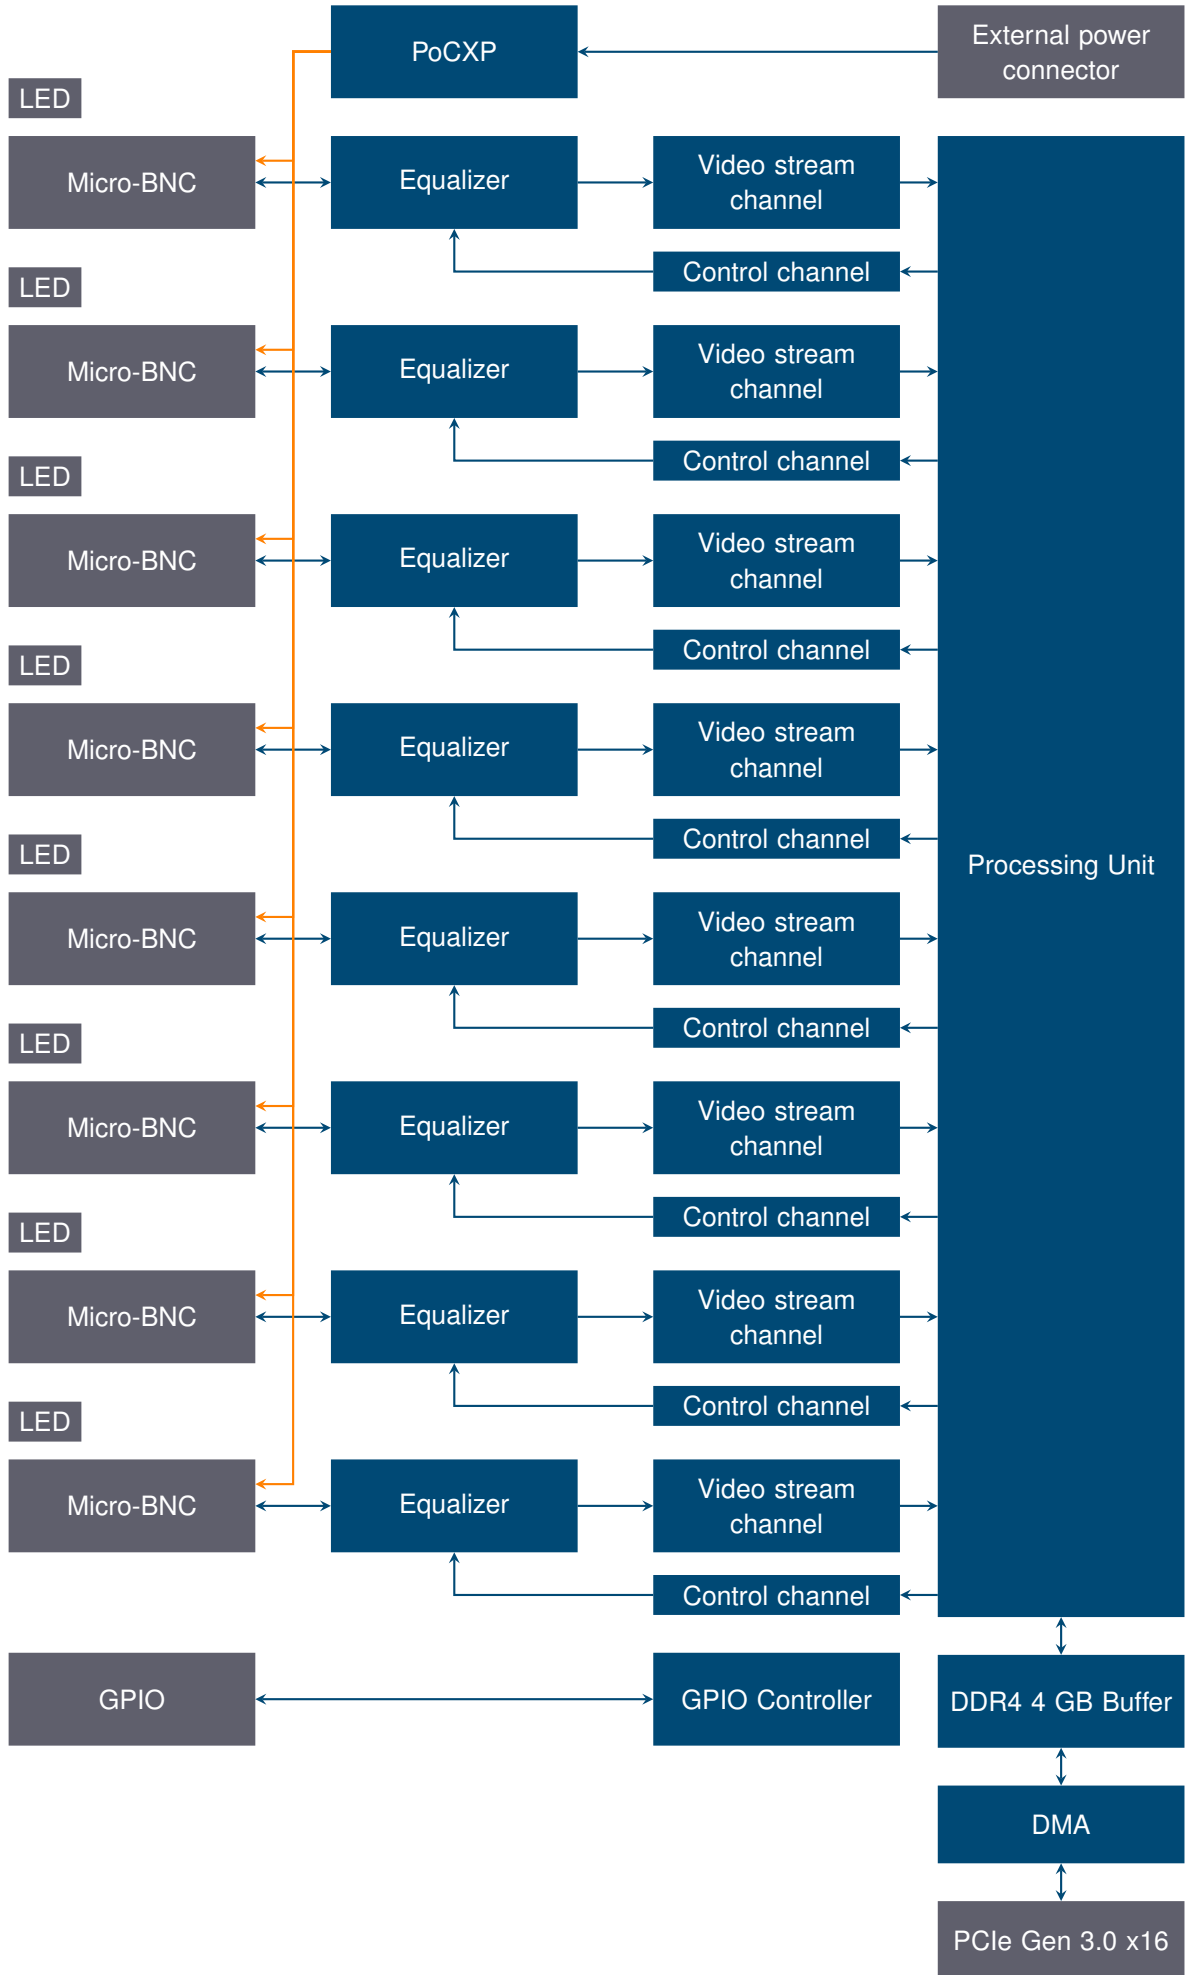 PoCXP
External power
connector
LED
Micro-BNC
Equalizer
Video stream
channel
Control channel
LED
Micro-BNC
Equalizer
Video stream
channel
Control channel
LED
Micro-BNC
Equalizer
Video stream
channel
Control channel
LED
Micro-BNC
Equalizer
Video stream
channel
Control channel
Processing Unit
LED
Micro-BNC
Equalizer
Video stream
channel
Control channel
LED
Micro-BNC
Equalizer
Video stream
channel
Control channel
LED
Micro-BNC
Equalizer
Video stream
channel
Control channel
LED
Micro-BNC
Equalizer
Video stream
channel
Control channel
GPIO
GPIO Controller
DDR4 4 GB Buffer
DMA
PCIe Gen 3.0 x16